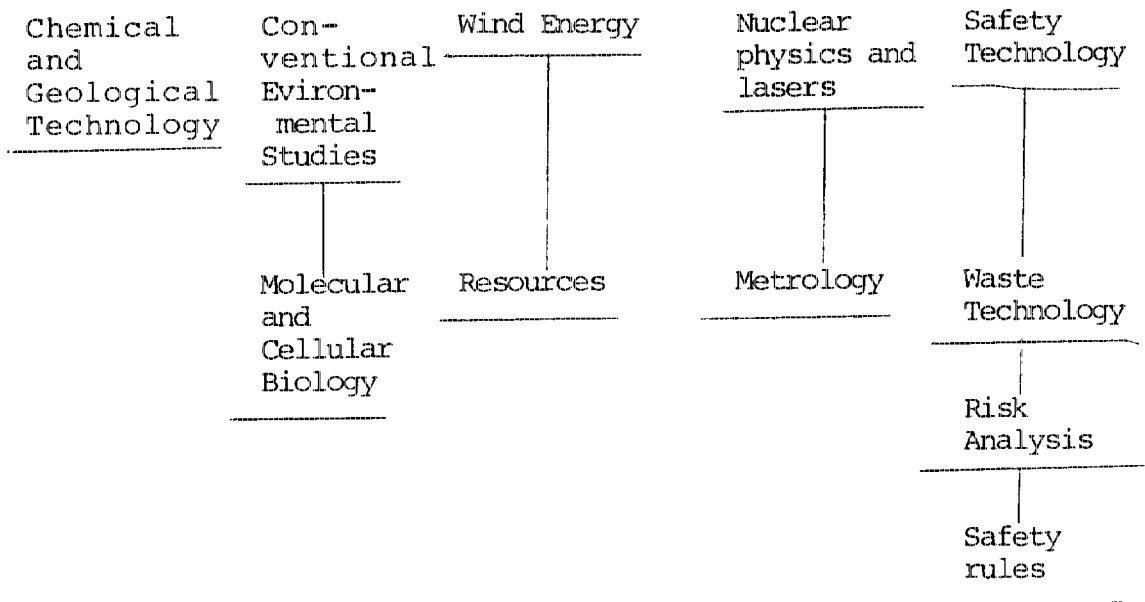 Chemical
and
Geological
Technology
Con-
ventional
Eviron-
mental
Studies
Wind Energy
Nuclear
physics and
lasers
Safety
Technology
Molecular
and
Cellular
Biology
Resources
Metrology
Waste
Technology
Risk
Analysis
Safety
rules